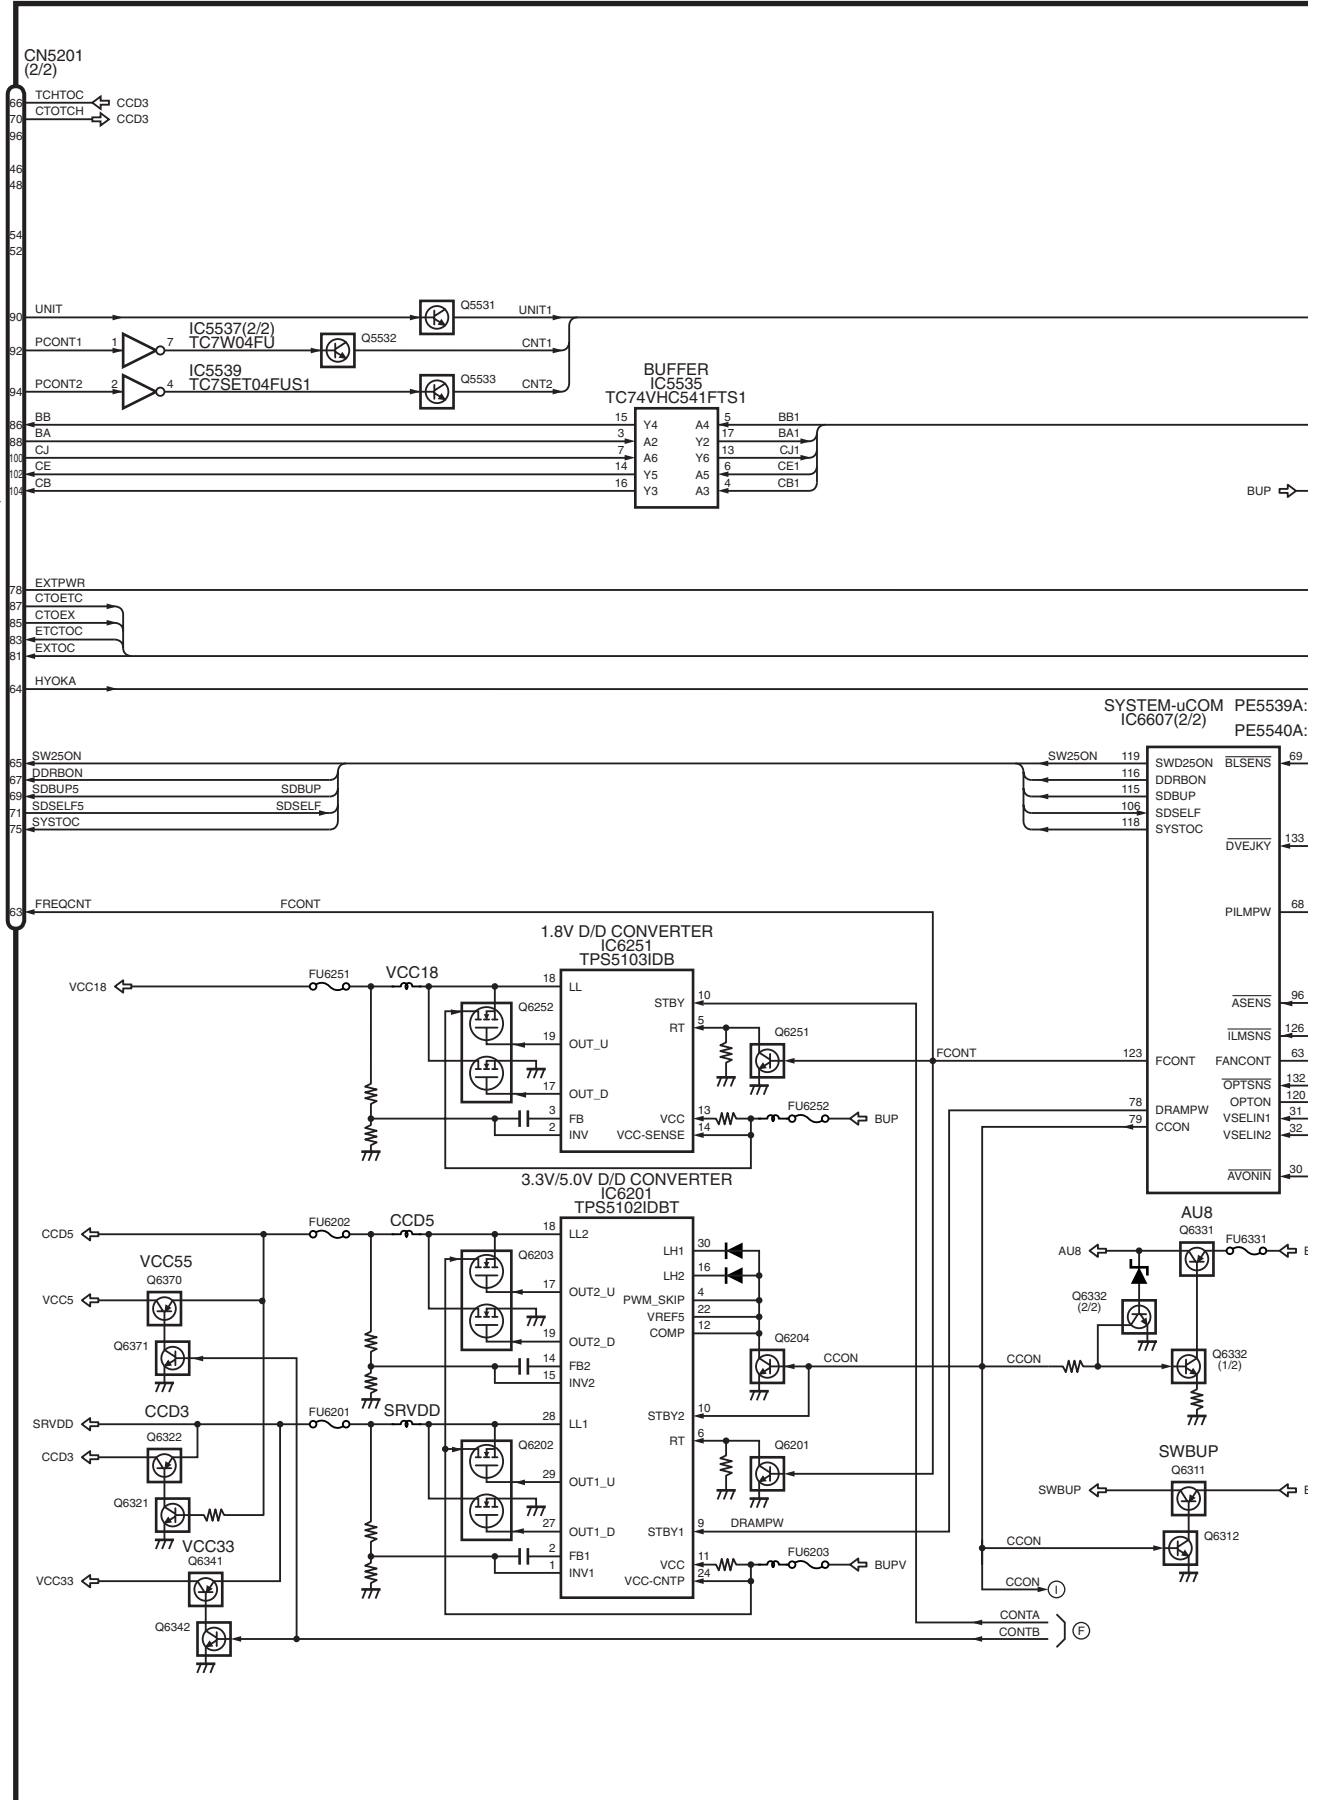 CN5201
(2/2)
66 TCHTOC CCD3
70 CTOTCH CCD3
96
46
48
54
52
90 UNIT Q5531 UNIT1
IC5537(2/2)
TC7W04FU
92 PCONT1 1 7 Q5532 CNT1
IC5539
TC7SET04FUS1
94 PCONT2 2 4 Q5533 CNT2
BUFFER
IC5535
TC74VHC541FTS1
86 BB 15 Y4 A4 5 BB1
88 BA 3 A2 Y2 17 BA1
100 CJ 7 A6 Y6 13 CJ1
102 CE 14 Y5 A5 6 CE1
104 CB 16 Y3 A3 4 CB1
BUP
78 EXTPWR
87 CTOETC
85 CTOEX
83 ETCTOC
81 EXTOC
64 HYOKA
SYSTEM-uCOM PE5539A:
IC6607(2/2)
PE5540A:
65 SW25ON SW25ON 119 SWD25ON BLSENS 69
67 DDRBON 116 DDRBON
69 SDBUP5 SDBUP 115 SDBUP
71 SDSELF5 SDSELF 106 SDSELF
75 SYSTOC 118 SYSTOC
DVEJKY 133
63 FREQCNT FCONT PILMPW 68
1.8V D/D CONVERTER
IC6251
TPS5103IDB
VCC18 FU6251 VCC18 18 LL
STBY 10 ASENS 96
Q6252 RT 5 Q6251 ILMSNS 126
19 OUT_U
FCONT 123 FCONT FANCONT 63
17 OUT_D OPTSNS 132
78 DRAMPW OPTON 120
3 FB VCC 13 FU6252 BUP 79 CCON VSELIN1 31
2 INV VCC-SENSE 14 VSELIN2 32
AVONIN 30
3.3V/5.0V D/D CONVERTER
IC6201
TPS5102IDBT
AU8
CCD5 FU6202 CCD5 18 LL2 Q6331
LH1 30 AU8 FU6331
VCC55 Q6203
Q6370 LH2 16
VCC5 17 OUT2_U PWM_SKIP 4 Q6332
(2/2)
VREF5 22
COMP 12
Q6371 19 OUT2_D Q6204
14 FB2 CCON CCON Q6332
(1/2)
15 INV2
CCD3
SRVDD FU6201 SRVDD 28 LL1 STBY2 10
Q6322 Q6202 RT 6 Q6201
CCD3 SWBUP
Q6311
29 OUT1_U SWBUP
Q6321
27 OUT1_D STBY1 9 DRAMPW
VCC33
Q6341 2 FB1 VCC 11 FU6203 BUPV CCON Q6312
VCC33 1 INV1 VCC-CNTP 24
CCON I
Q6342 CONTA
CONTB F